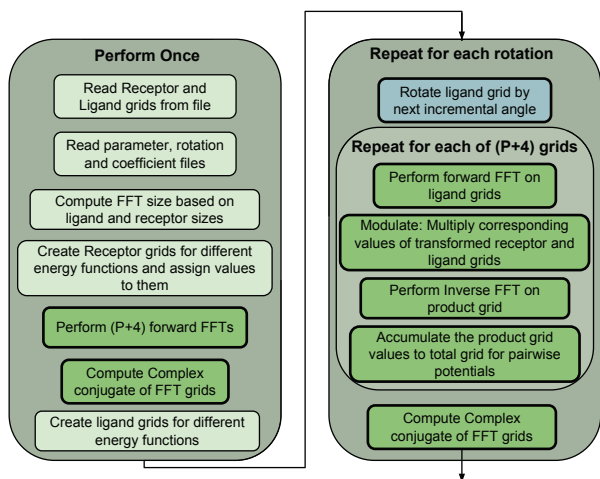 Perform Once
Read Receptor and
Ligand grids from file
Read parameter, rotation
and coefficient files
Compute FFT size based on
ligand and receptor sizes
Create Receptor grids for different
energy functions and assign values
to them
Perform (P+4) forward FFTs
Compute Complex
conjugate of FFT grids
Create ligand grids for different
energy functions
Repeat for each rotation
Rotate ligand grid by
next incremental angle
Repeat for each of (P+4) grids
Perform forward FFT on
ligand grids
Modulate: Multiply corresponding
values of transformed receptor and
ligand grids
Perform Inverse FFT on
product grid
Accumulate the product grid
values to total grid for pairwise
potentials
Compute Complex
conjugate of FFT grids